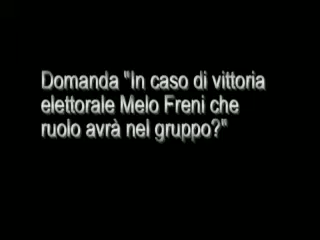 Domanda "In caso di vittoria
elettorale Melo Freni che
ruolo avrà nel gruppo?"